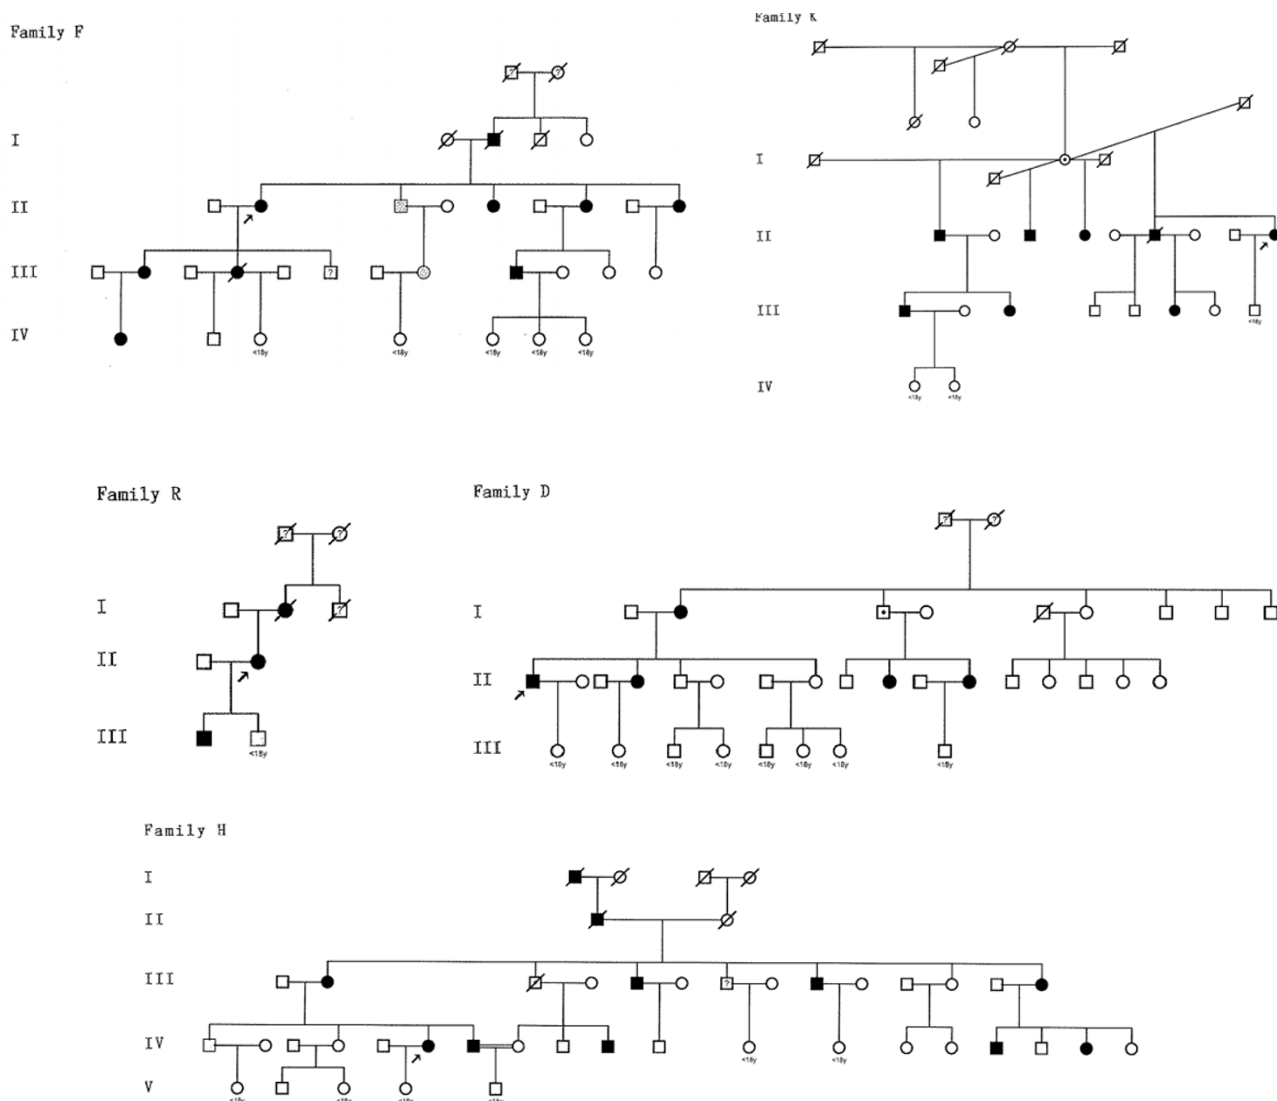 Family F
? ?
I
II
III ?
IV
<18y <18y <18y <18y <18y
Family K
I
II
III
<18y
IV
<18y <18y
Family R
? ?
I ?
II
III
<18y
Family D
? ?
I
II
III
<18y <18y <18y <18y <18y <18y <18y <18y
Family H
I
II
III ?
IV
<18y <18y
V
<18y <18y <18y <18y